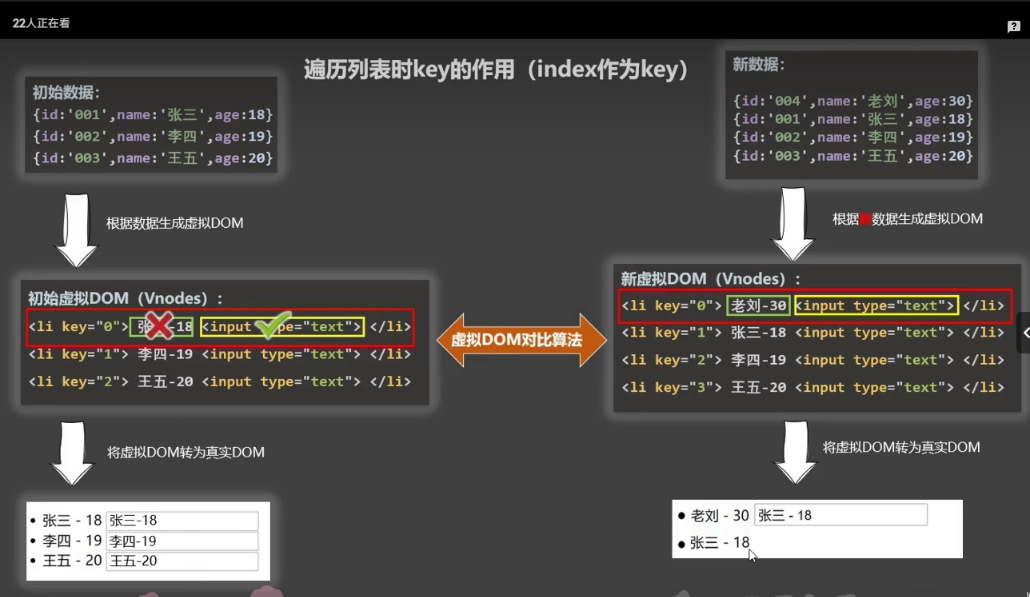 22人正在看
遍历列表时key的作用（index作为key）
初始数据：
{id:'001',name:'张三',age:18}
{id:'002',name:'李四',age:19}
{id:'003',name:'王五',age:20}
根据数据生成虚拟DOM
初始虚拟DOM（Vnodes）：
<li key="0"> 张三-18 <input type="text"> </li>
<li key="1"> 李四-19 <input type="text"> </li>
<li key="2"> 王五-20 <input type="text"> </li>
将虚拟DOM转为真实DOM
• 张三 - 18 张三-18
• 李四 - 19 李四-19
• 王五 - 20 王五-20
虚拟DOM对比算法
新数据：
{id:'004',name:'老刘',age:30}
{id:'001',name:'张三',age:18}
{id:'002',name:'李四',age:19}
{id:'003',name:'王五',age:20}
根据数据生成虚拟DOM
新虚拟DOM（Vnodes）：
<li key="0"> 老刘-30 <input type="text"> </li>
<li key="1"> 张三-18 <input type="text"> </li>
<li key="2"> 李四-19 <input type="text"> </li>
<li key="3"> 王五-20 <input type="text"> </li>
将虚拟DOM转为真实DOM
• 老刘 - 30 张三 - 18
• 张三 - 18